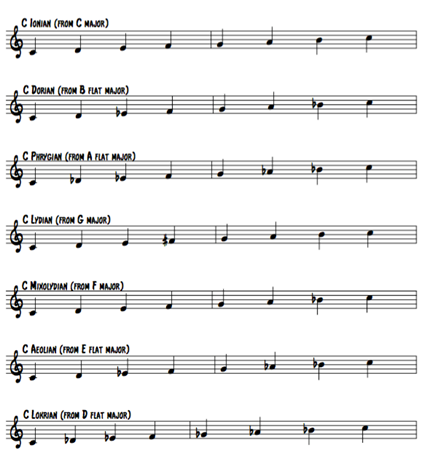 C Ionian (from C major)
C Dorian (from B flat major)
C Phrygian (from A flat major)
C Lydian (from G major)
C Mixolydian (from F major)
C Aeolian (from E flat major)
C Lokrian (from D flat major)